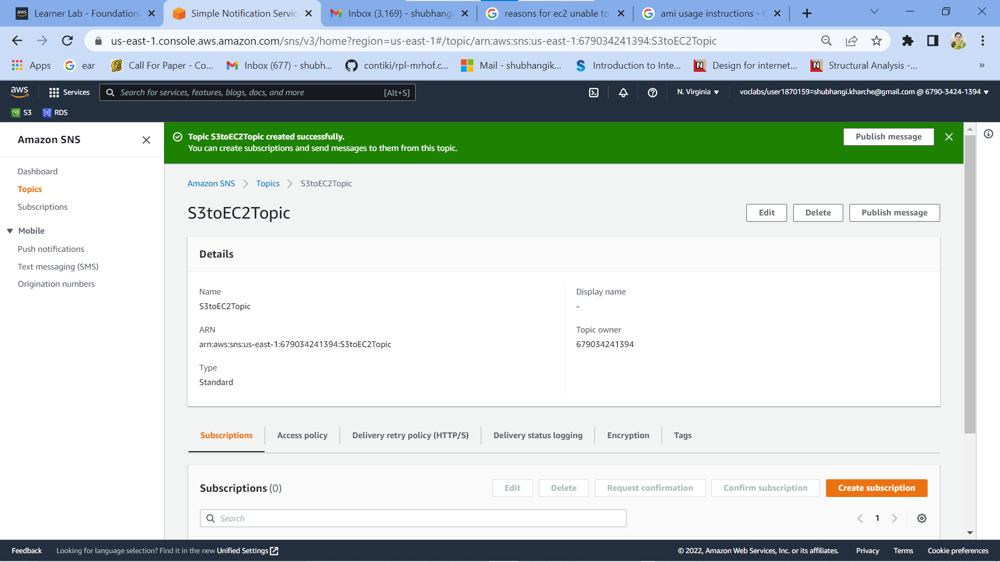 aws Learner Lab - Foundationa
Simple Notification Servic
Inbox (3,169) - shubhangi
reasons for ec2 unable to
ami usage instructions - G
us-east-1.console.aws.amazon.com/sns/v3/home?region=us-east-1#/topic/arn:aws:sns:us-east-1:679034241394:S3toEC2Topic
Apps
ear
Call For Paper - Co...
Inbox (677) - shubh...
contiki/rpl-mrhof.c...
Mail - shubhangik...
Introduction to Inte...
Design for internet...
Structural Analysis -...
»
aws
Services
Search for services, features, blogs, docs, and more [Alt+S]
N. Virginia
voclabs/user1870159=shubhangi.kharche@gmail.com @ 6790-3424-1394
S3
RDS
Amazon SNS
Dashboard
Topics
Subscriptions
Mobile
Push notifications
Text messaging (SMS)
Origination numbers
Topic S3toEC2Topic created successfully.
You can create subscriptions and send messages to them from this topic.
Publish message
Amazon SNS
Topics
S3toEC2Topic
S3toEC2Topic
Edit
Delete
Publish message
Details
Name
S3toEC2Topic
ARN
arn:aws:sns:us-east-1:679034241394:S3toEC2Topic
Type
Standard
Display name
-
Topic owner
679034241394
Subscriptions
Access policy
Delivery retry policy (HTTP/S)
Delivery status logging
Encryption
Tags
Subscriptions (0)
Edit
Delete
Request confirmation
Confirm subscription
Create subscription
Search
1
Feedback
Looking for language selection? Find it in the new Unified Settings
© 2022, Amazon Web Services, Inc. or its affiliates.
Privacy
Terms
Cookie preferences